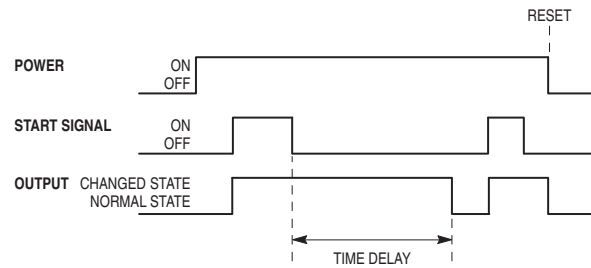 RESET
POWER ON
OFF
START SIGNAL ON
OFF
OUTPUT CHANGED STATE
NORMAL STATE
TIME DELAY